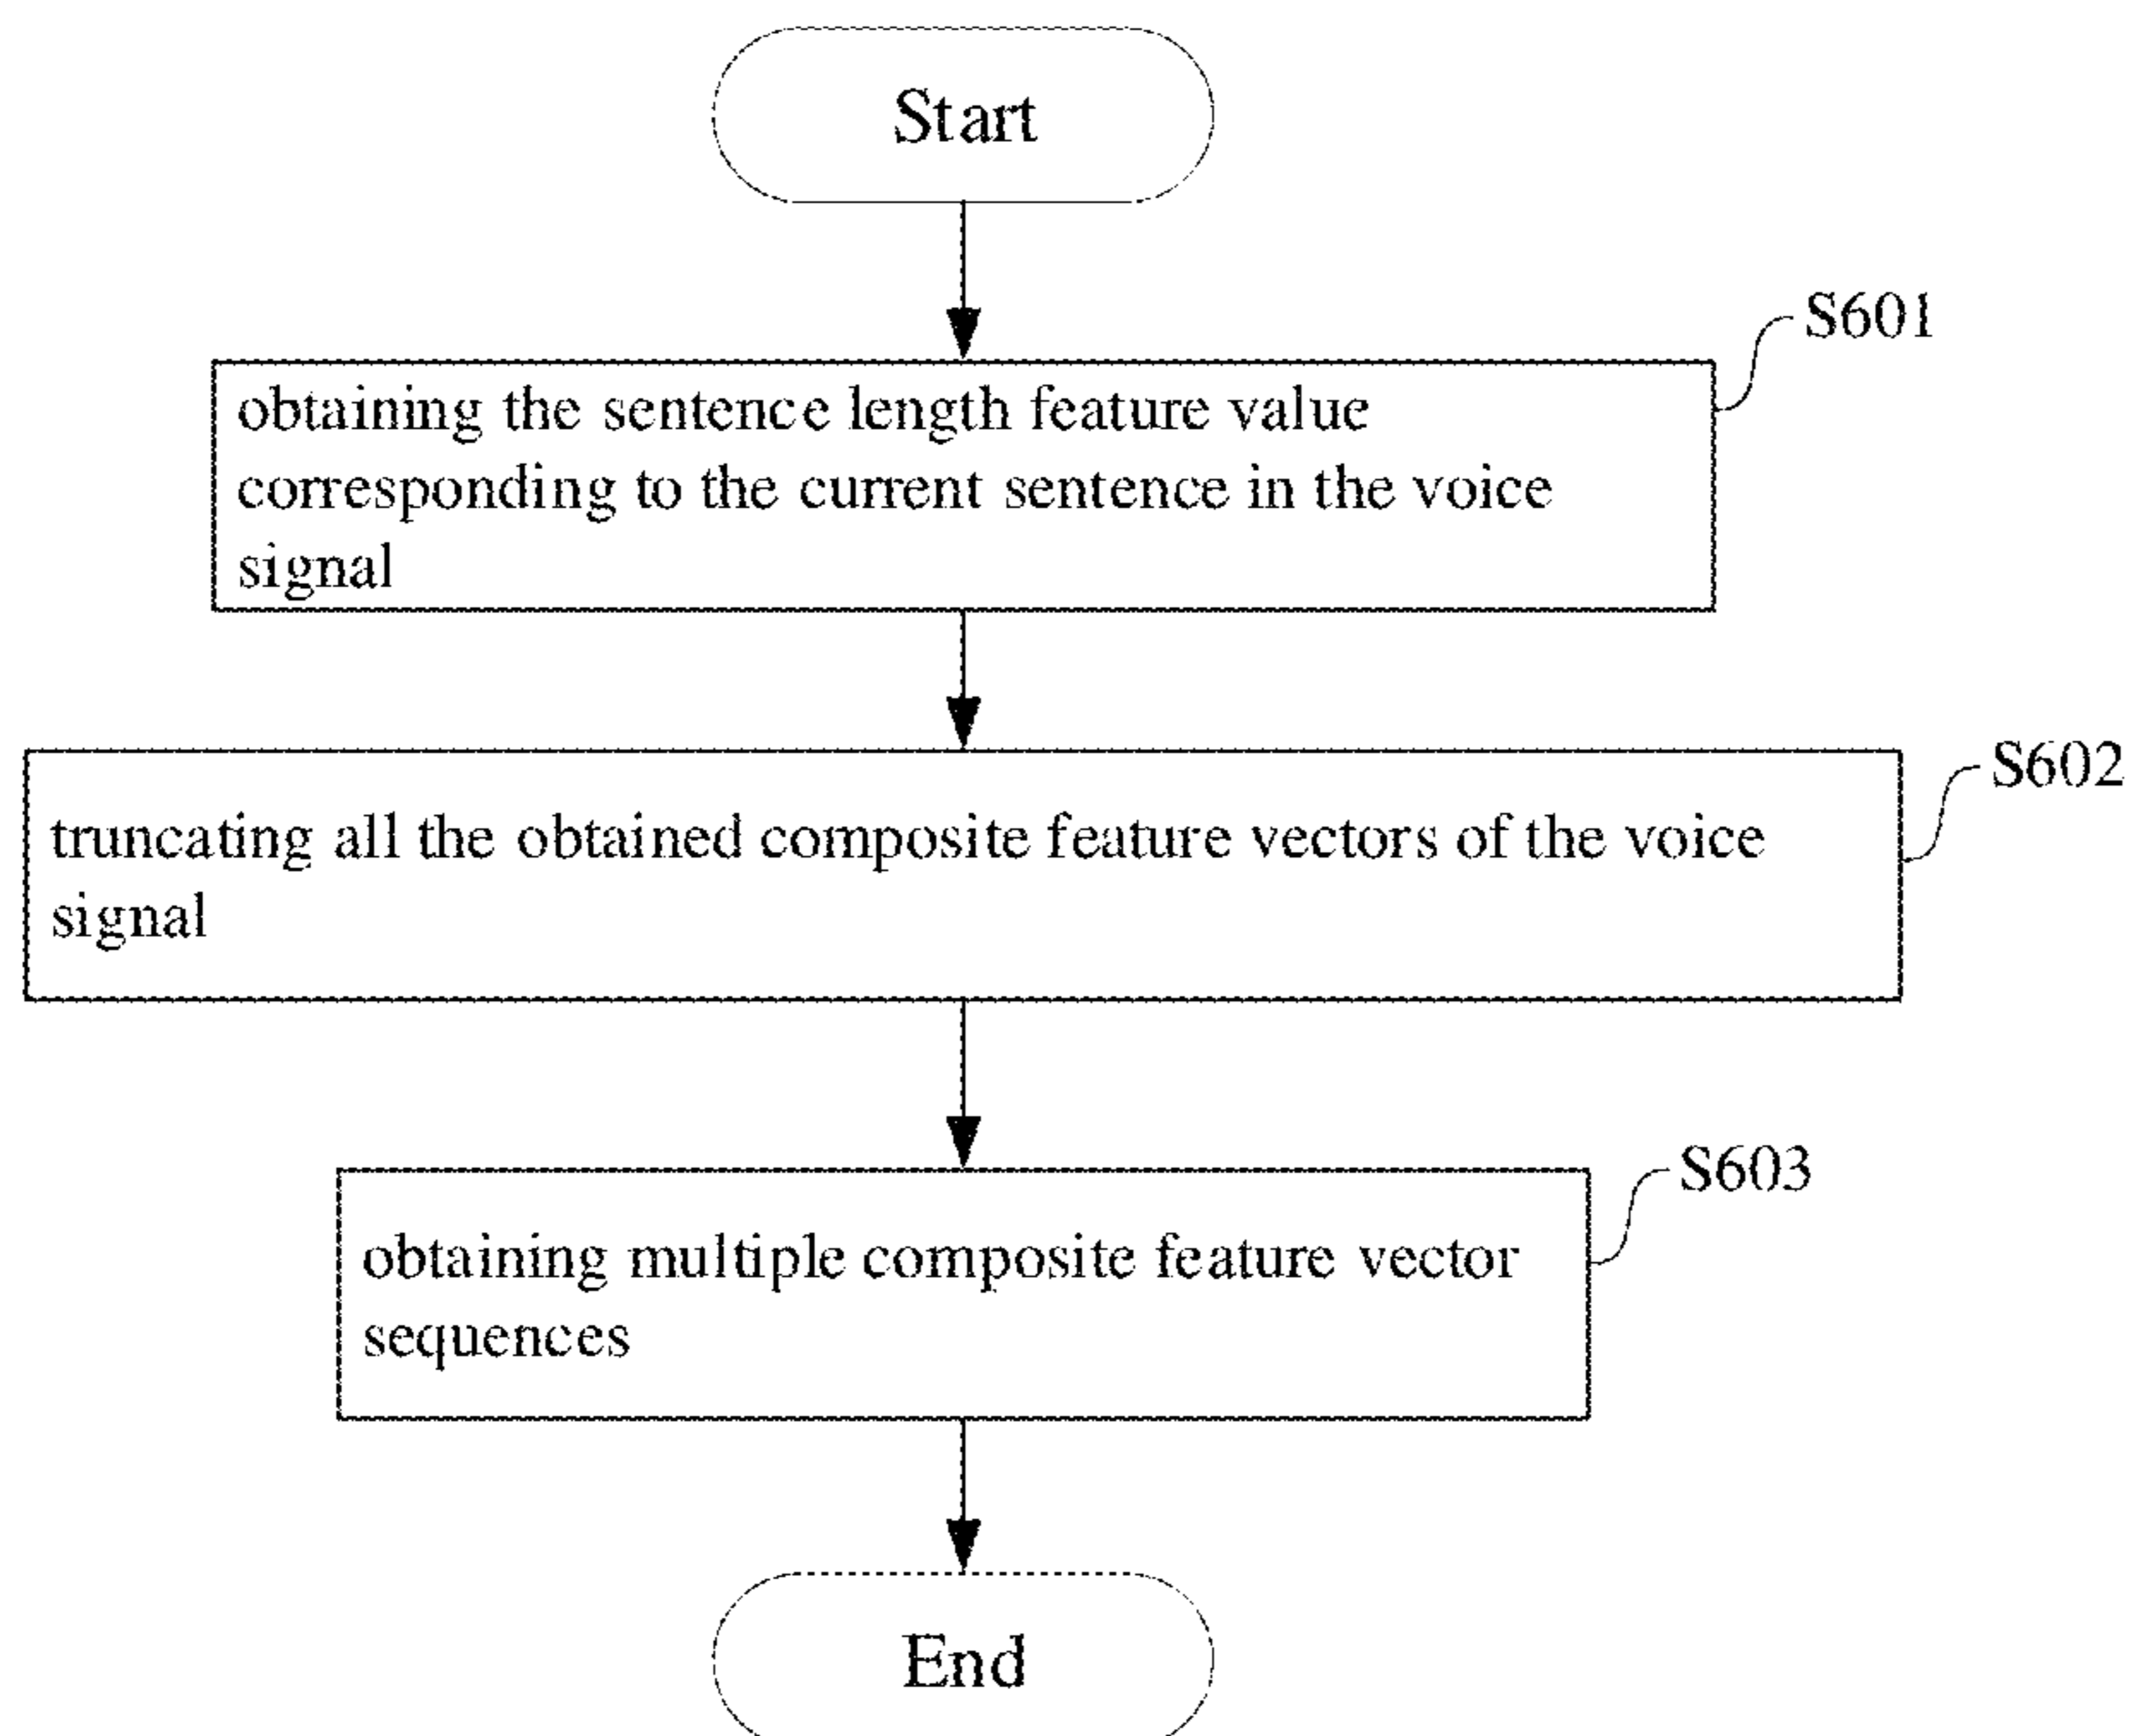 Start
S601
obtaining the sentence length feature value
corresponding to the current sentence in the voice
signal
S602
truncating all the obtained composite feature vectors of the voice
signal
S603
obtaining multiple composite feature vector
sequences
End